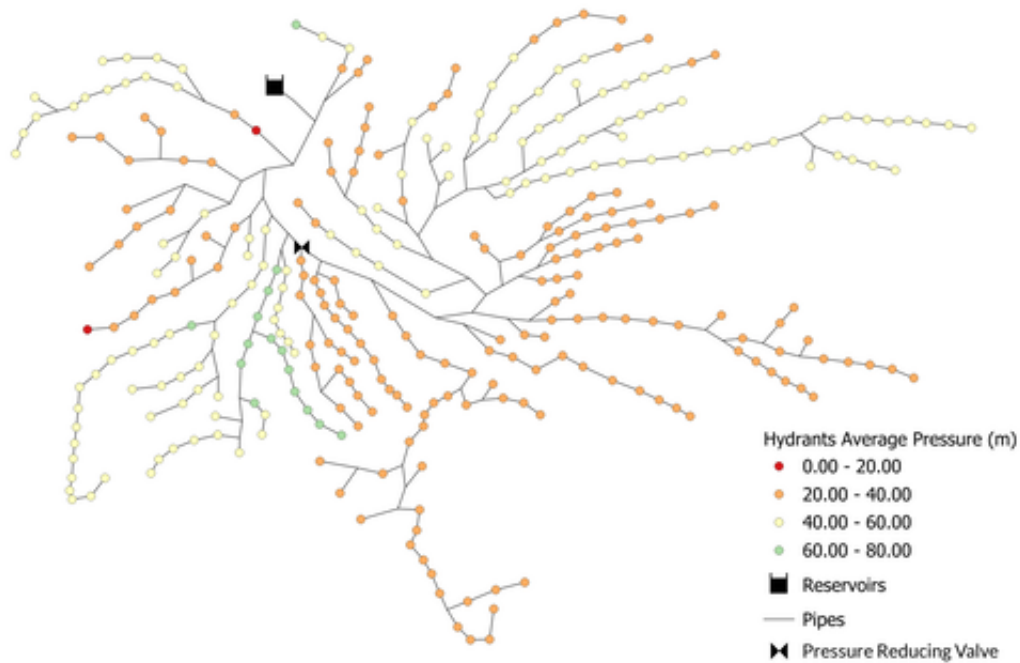 Hydrants Average Pressure (m)
0.00 - 20.00
20.00 - 40.00
40.00 - 60.00
60.00 - 80.00
Reservoirs
Pipes
Pressure Reducing Valve